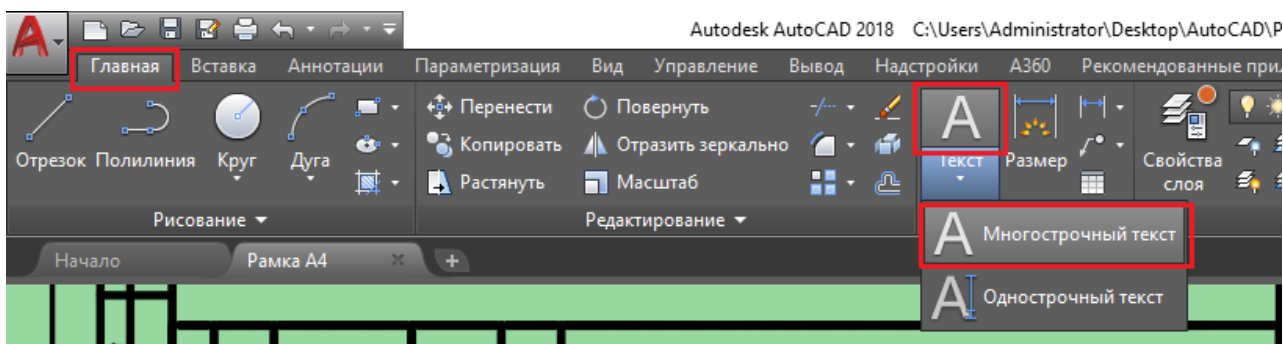 Autodesk AutoCAD 2018 C:\Users\Administrator\Desktop\AutoCAD\P
Главная Вставка Аннотации Параметризация Вид Управление Вывод Надстройки A360 Рекомендованные при
Отрезок Полилиния Круг Дуга
Перенести Повернуть
Копировать Отразить зеркально
Растянуть Масштаб
Текст Размер Свойства слоя
Рисование Редактирование
Многострочный текст
Начало Рамка А4
Однострочный текст